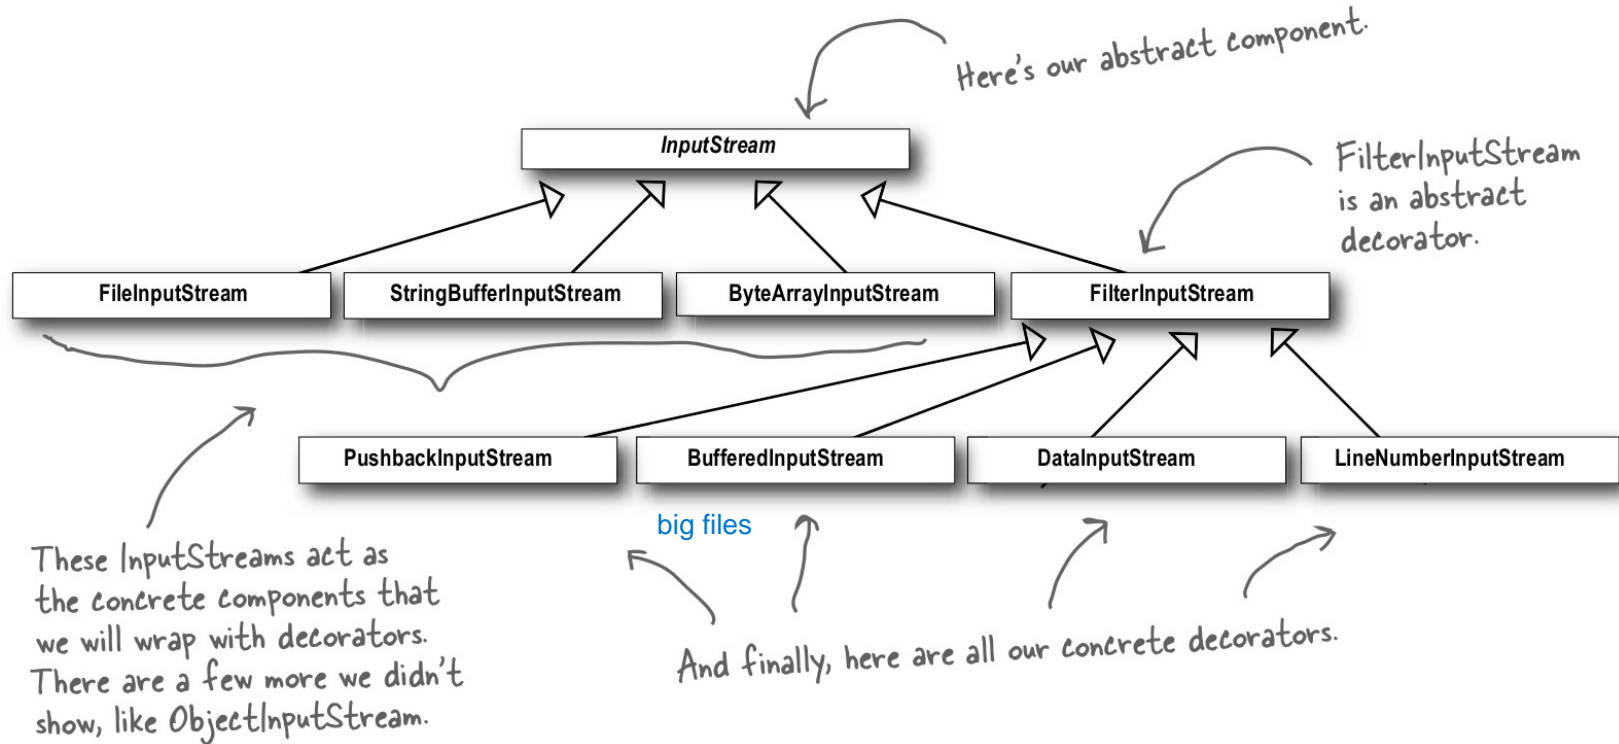 Here's our abstract component.
InputStream
FilterInputStream
is an abstract
decorator.
FileInputStream
StringBufferInputStream
ByteArrayInputStream
FilterInputStream
PushbackInputStream
BufferedInputStream
DataInputStream
LineNumberInputStream
big files
These InputStreams act as
the concrete components that
we will wrap with decorators.
There are a few more we didn't
show, like ObjectInputStream.
And finally, here are all our concrete decorators.